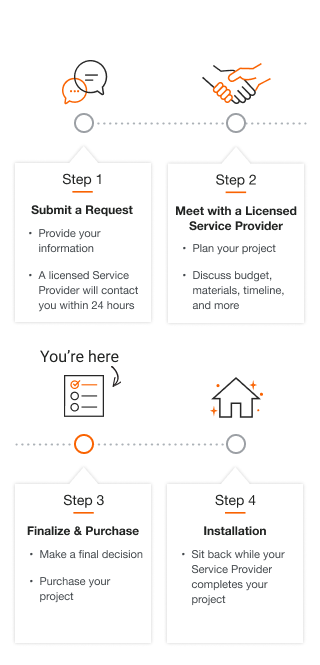 Step 1
Submit a Request
• Provide your
information
• A licensed Service
Provider will contact
you within 24 hours
Step 2
Meet with a Licensed
Service Provider
• Plan your project
• Discuss budget,
materials, timeline,
and more
You're here
Step 3
Finalize & Purchase
• Make a final decision
• Purchase your
project
Step 4
Installation
• Sit back while your
Service Provider
completes your
project